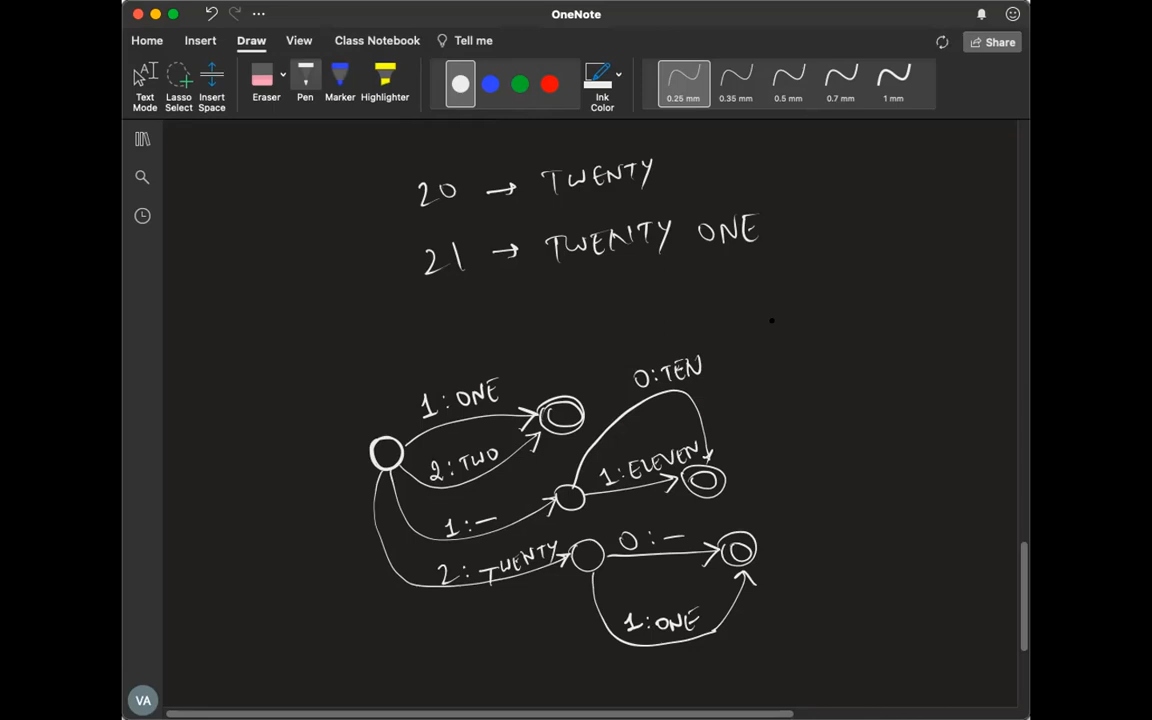 OneNote
Home Insert Draw View Class Notebook Tell me Share
Text Mode
Lasso Select
Insert Space
Eraser
Pen
Marker
Highlighter
Ink Color
0.25 mm
0.35 mm
0.5 mm
0.7 mm
1 mm
20 → TWENTY
21 → TWENTY ONE
0:TEN
1:ONE
2:TWO
1:ELEVEN
1:—
0:—
2:TWENTY
1:ONE
VA